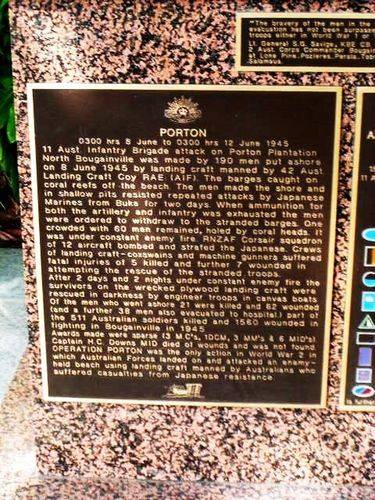 "The bravery of the men in the
evacuation has not been surpassed
troops either in World War 1 or
Lt. General S.G. Savige, KBE CB
2 Aust. Corps Commander Bougain
at Lone Pine, Pozieres, Persia, Tob
Salamaua.
PORTON
0300 hrs 8 June to 0300 hrs 12 June 1945
11 Aust. Infantry Brigade attack on Porton Plantation
North Bougainville was made by 190 men put ashore
on 8 June 1945 by landing craft manned by 42 Aust
Landing Craft Coy RAE (AIF). The barges caught on
coral reefs off the beach. The men made the shore and
in shallow pits resisted repeated attacks by Japanese
Marines from Buka for two days. When ammunition for
both the artillery and infantry was exhausted the men
were ordered to withdraw to the stranded barges. One
crowded with 60 men remained, holed by coral heads. It
was under constant enemy fire. RNZAF Corsair squadron
of 12 aircraft bombed and strafed the Japanese. Crews
of landing craft-coxswains and machine gunners suffered
fatal injuries of 5 killed and further 7 wounded in
attempting the rescue of the stranded troops.
After 2 days and 2 nights under constant enemy fire the
survivors on the wrecked plywood landing craft were
rescued in darkness by engineer troops in canvas boats.
Of the men who went ashore 27 were killed and 62 wounded
(and a further 38 men also evacuated to hospital) part of
the 511 Australian soldiers killed and 1560 wounded in
fighting in Bougainville in 1945.
Awards made were sparse (3 M.C's, 1DCM, 3 MM's & 6 MID's)
Captain H.C. Downs MID died of wounds and was not found.
OPERATION PORTON was the only action in World War 2 in
which Australian Forces landed on and attacked an enemy-
held beach using landing craft manned by Australians who
suffered casualties from Japanese resistance.